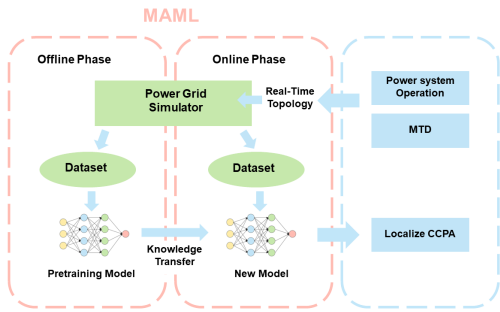 MAML
Offline Phase
Online Phase
Power Grid
Simulator
Real-Time
Topology
Power system
Operation
MTD
Dataset
Dataset
Knowledge
Transfer
Localize CCPA
Pretraining Model
New Model